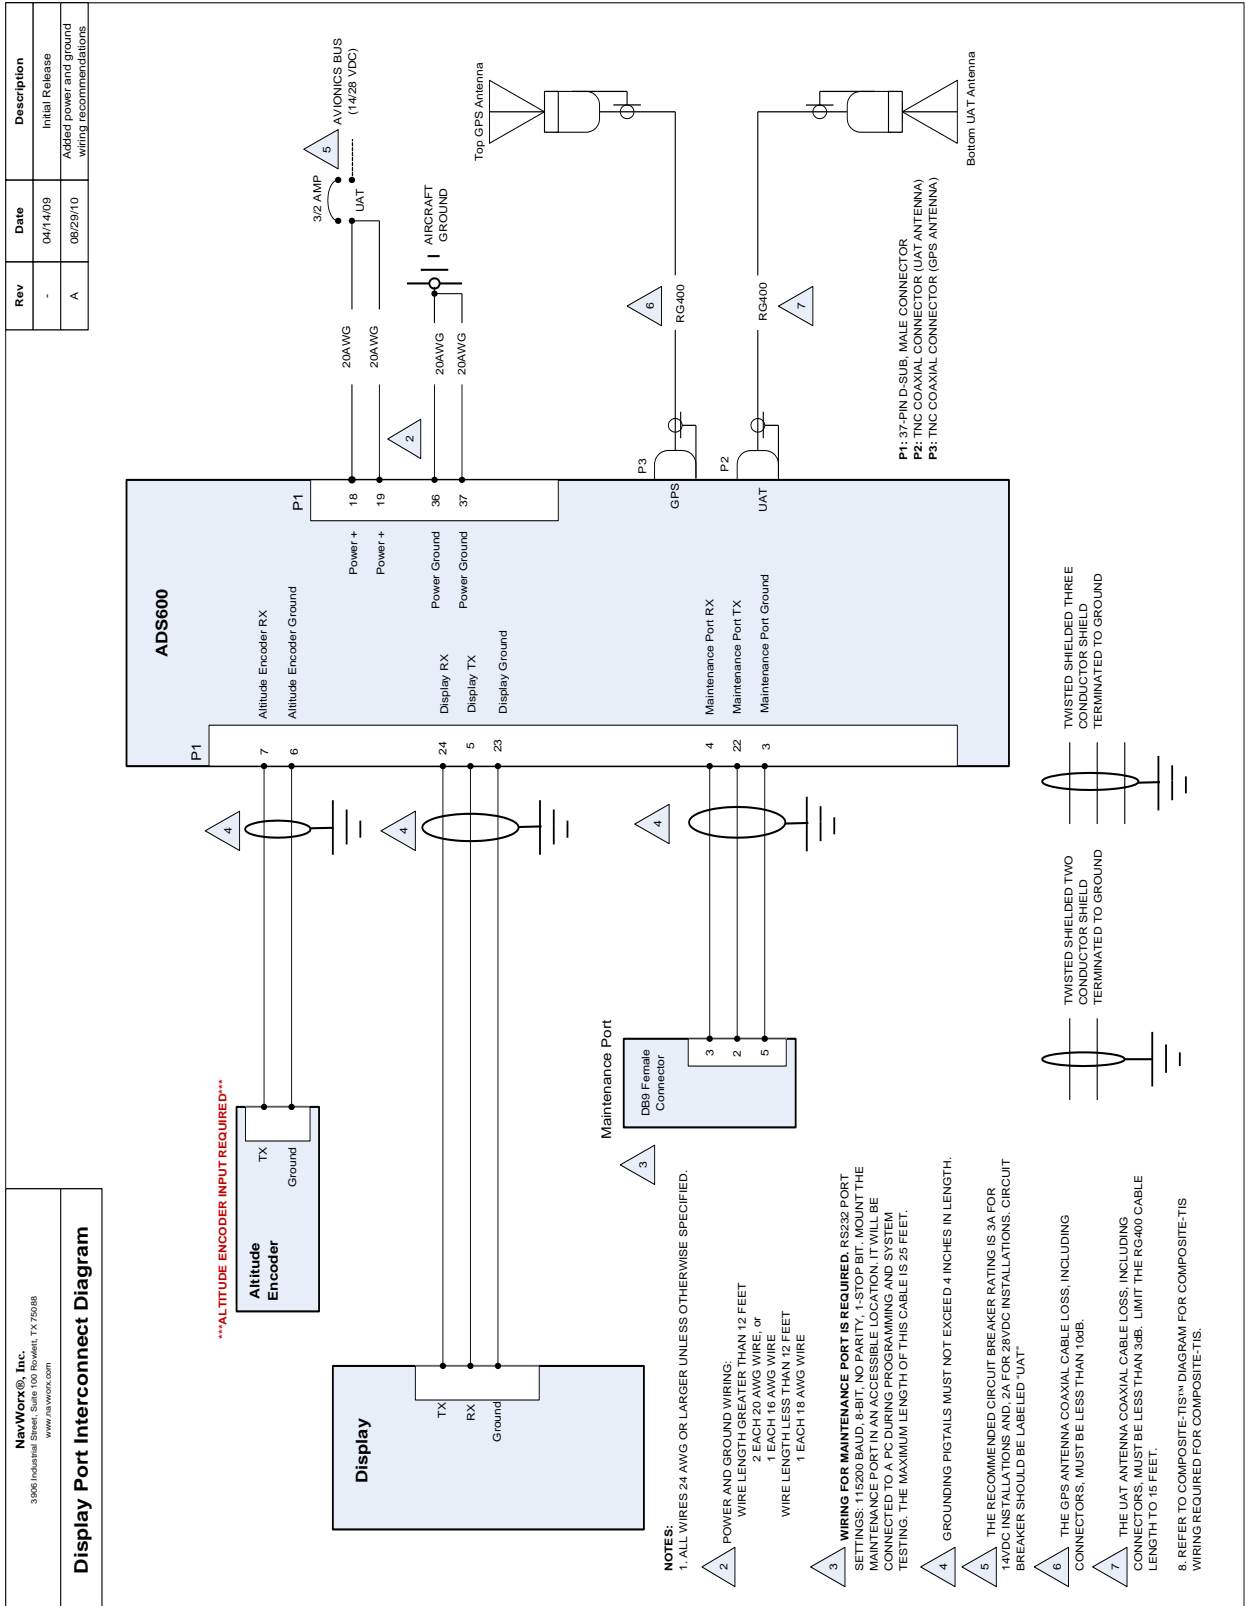 NavWorx®, Inc.
3906 Industrial Street, Suite 100 Rowlett, TX 75088
www.navworx.com
Display Port Interconnect Diagram
Rev
Date
Description
-
04/14/09
Initial Release
A
08/29/10
Added power and ground
wiring recommendations
***ALTITUDE ENCODER INPUT REQUIRED***
Altitude
Encoder
TX
Ground
Display
TX
RX
Ground
Maintenance Port
DB9 Female
Connector
3
2
5
3
4
4
4
ADS600
P1
7
6
24
5
23
4
22
3
Altitude Encoder RX
Altitude Encoder Ground
Display RX
Display TX
Display Ground
Maintenance Port RX
Maintenance Port TX
Maintenance Port Ground
P1
Power +
18
Power +
19
Power Ground
36
Power Ground
37
GPS
P3
UAT
P2
20AWG
20AWG
20AWG
20AWG
2
3/2 AMP
UAT
5
AVIONICS BUS
(14/28 VDC)
AIRCRAFT
GROUND
6
RG400
RG400
7
Top GPS Antenna
Bottom UAT Antenna
P1: 37-PIN D-SUB, MALE CONNECTOR
P2: TNC COAXIAL CONNECTOR (UAT ANTENNA)
P3: TNC COAXIAL CONNECTOR (GPS ANTENNA)
TWISTED SHIELDED TWO
CONDUCTOR SHIELD
TERMINATED TO GROUND
TWISTED SHIELDED THREE
CONDUCTOR SHIELD
TERMINATED TO GROUND
NOTES:
1. ALL WIRES 24 AWG OR LARGER UNLESS OTHERWISE SPECIFIED.
2 POWER AND GROUND WIRING:
WIRE LENGTH GREATER THAN 12 FEET
2 EACH 20 AWG WIRE, or
1 EACH 16 AWG WIRE
WIRE LENGTH LESS THAN 12 FEET
1 EACH 18 AWG WIRE
3 WIRING FOR MAINTENANCE PORT IS REQUIRED. RS232 PORT
SETTINGS: 115200 BAUD, 8-BIT, NO PARITY, 1-STOP BIT. MOUNT THE
MAINTENANCE PORT IN AN ACCESSIBLE LOCATION. IT WILL BE
CONNECTED TO A PC DURING PROGRAMMING AND SYSTEM
TESTING. THE MAXIMUM LENGTH OF THIS CABLE IS 25 FEET.
4 GROUNDING PIGTAILS MUST NOT EXCEED 4 INCHES IN LENGTH.
5 THE RECOMMENDED CIRCUIT BREAKER RATING IS 3A FOR
14VDC INSTALLATIONS AND, 2A FOR 28VDC INSTALLATIONS. CIRCUIT
BREAKER SHOULD BE LABELED "UAT"
6 THE GPS ANTENNA COAXIAL CABLE LOSS, INCLUDING
CONNECTORS, MUST BE LESS THAN 10dB.
7 THE UAT ANTENNA COAXIAL CABLE LOSS, INCLUDING
CONNECTORS, MUST BE LESS THAN 3dB. LIMIT THE RG400 CABLE
LENGTH TO 15 FEET.
8. REFER TO COMPOSITE-TIS™ DIAGRAM FOR COMPOSITE-TIS
WIRING REQUIRED FOR COMPOSITE-TIS.